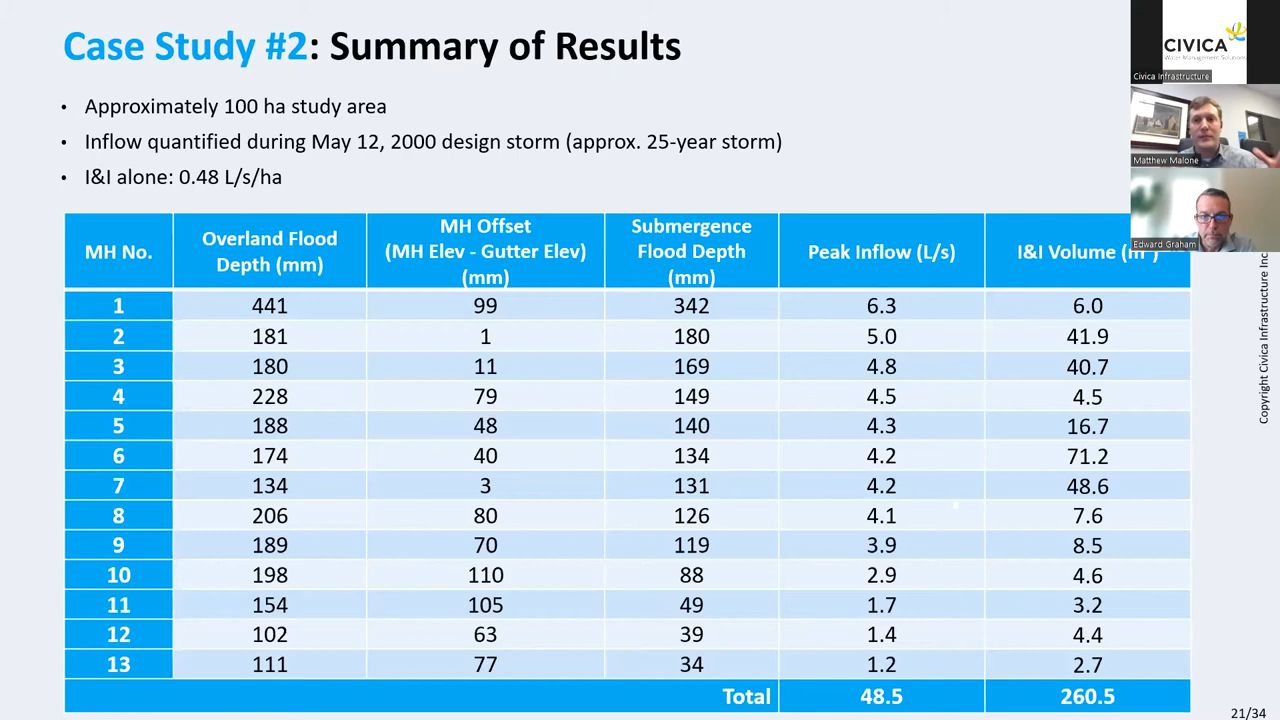 Case Study #2: Summary of Results
• Approximately 100 ha study area
• Inflow quantified during May 12, 2000 design storm (approx. 25-year storm)
• I&I alone: 0.48 L/s/ha
MH No.
Overland Flood
Depth (mm)
MH Offset
(MH Elev - Gutter Elev)
(mm)
Submergence
Flood Depth
(mm)
Peak Inflow (L/s)
I&I Volume
1 441 99 342 6.3 6.0
2 181 1 180 5.0 41.9
3 180 11 169 4.8 40.7
4 228 79 149 4.5 4.5
5 188 48 140 4.3 16.7
6 174 40 134 4.2 71.2
7 134 3 131 4.2 48.6
8 206 80 126 4.1 7.6
9 189 70 119 3.9 8.5
10 198 110 88 2.9 4.6
11 154 105 49 1.7 3.2
12 102 63 39 1.4 4.4
13 111 77 34 1.2 2.7
Total 48.5 260.5
CIVICA
Water Management Solutions
Civica Infrastructure
Matthew Malone
Edward Graham
Copyright Civica Infrastructure Inc
21/34